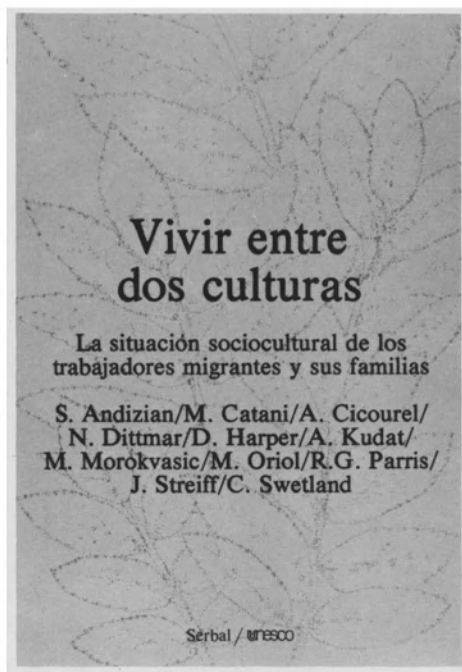 Vivir entre
dos culturas
La situación sociocultural de los
trabajadores migrantes y sus familias
S. Andizian/M. Catani/A. Cicourel/
N. Dittmar/D. Harper/A. Kudat/
M. Morokvasic/M. Oriol/R.G. Parris/
J. Streiff/C. Swetland
Serbal / unesco